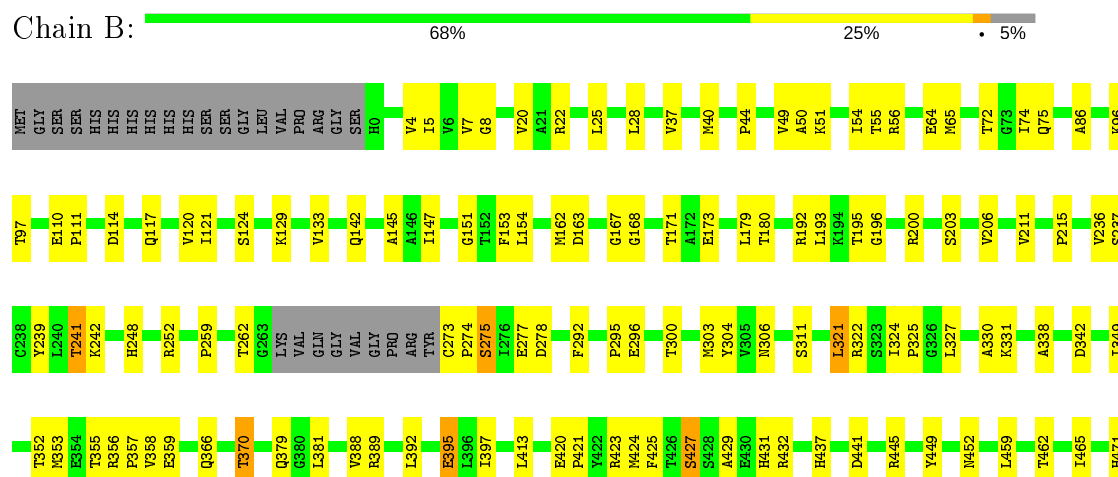 Chain B:
68% 25% • 5%
MET GLY SER SER HIS HIS HIS HIS HIS HIS SER SER GLY LEU VAL PRO ARG GLY SER H0 V4 I5 V6 V7 G8 V20 A21 R22 L25 L28 V37 M40 P44 V49 A50 K51 I54 T55 R56 E64 M65 T72 G73 I74 Q75 A86 K96
T97 E110 P111 D114 Q117 V120 I121 S124 K129 V133 Q142 A145 A146 I147 G151 T152 F153 L154 M162 D163 G167 G168 T171 A172 E173 L179 T180 R192 L193 K194 T195 G196 R200 S203 V206 V211 P215 V236 S237
C238 Y239 L240 T241 K242 H248 R252 P259 T262 G263 LYS VAL GLN GLY VAL GLY PRO ARG TYR C273 P274 S275 I276 E277 D278 F292 P295 E296 T300 M303 Y304 V305 N306 S311 L321 R322 S323 I324 P325 G326 L327 A330 K331 A338 D342 L349
T352 M353 E354 T355 R356 P357 V358 E359 Q366 T370 Q379 G380 L381 V388 R389 L392 E395 L396 I397 L413 E420 P421 Y422 R423 M424 F425 T426 S427 S428 A429 E430 H431 R432 H437 D441 R445 Y449 N452 L459 T462 I465